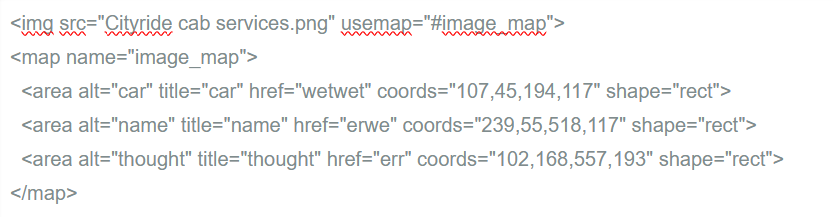 <img src="Cityride cab services.png" usemap="#image_map">
<map name="image_map">
<area alt="car" title="car" href="wetwet" coords="107,45,194,117" shape="rect">
<area alt="name" title="name" href="erwe" coords="239,55,518,117" shape="rect">
<area alt="thought" title="thought" href="err" coords="102,168,557,193" shape="rect">
</map>